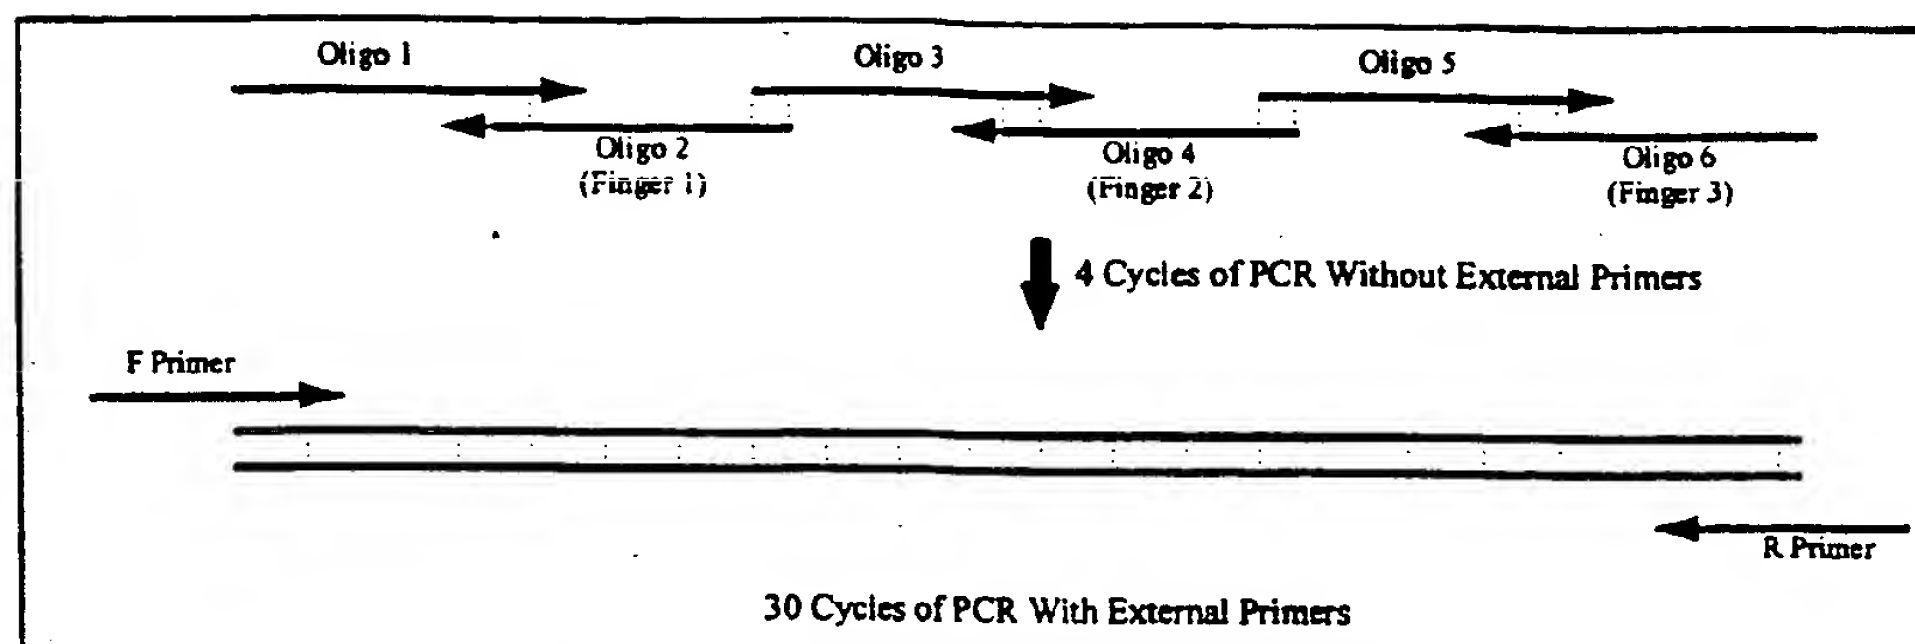 Oligo 1
Oligo 3
Oligo 5
Oligo 2
(Finger 1)
Oligo 4
(Finger 2)
Oligo 6
(Finger 3)
4 Cycles of PCR Without External Primers
F Primer
R Primer
30 Cycles of PCR With External Primers